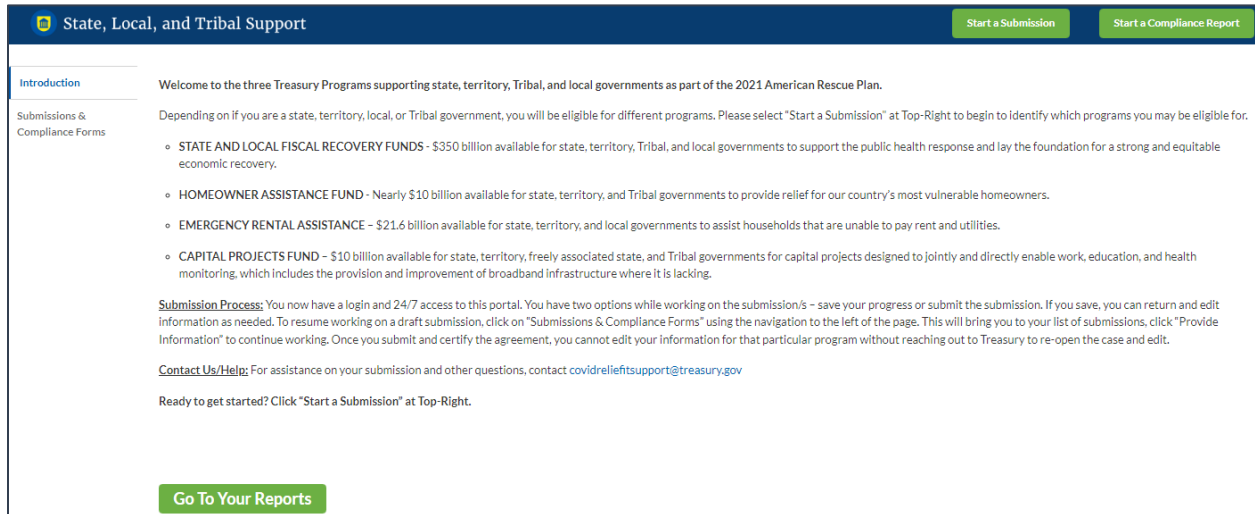 State, Local, and Tribal Support
Start a Submission
Start a Compliance Report
Introduction
Submissions &
Compliance Forms
Welcome to the three Treasury Programs supporting state, territory, Tribal, and local governments as part of the 2021 American Rescue Plan.
Depending on if you are a state, territory, local, or Tribal government, you will be eligible for different programs. Please select "Start a Submission" at Top-Right to begin to identify which programs you may be eligible for.
◦ STATE AND LOCAL FISCAL RECOVERY FUNDS - $350 billion available for state, territory, Tribal, and local governments to support the public health response and lay the foundation for a strong and equitable
economic recovery.
◦ HOMEOWNER ASSISTANCE FUND - Nearly $10 billion available for state, territory, and Tribal governments to provide relief for our country's most vulnerable homeowners.
◦ EMERGENCY RENTAL ASSISTANCE – $21.6 billion available for state, territory, and local governments to assist households that are unable to pay rent and utilities.
◦ CAPITAL PROJECTS FUND – $10 billion available for state, territory, freely associated state, and Tribal governments for capital projects designed to jointly and directly enable work, education, and health
monitoring, which includes the provision and improvement of broadband infrastructure where it is lacking.
Submission Process: You now have a login and 24/7 access to this portal. You have two options while working on the submission/s – save your progress or submit the submission. If you save, you can return and edit
information as needed. To resume working on a draft submission, click on "Submissions & Compliance Forms" using the navigation to the left of the page. This will bring you to your list of submissions, click "Provide
Information" to continue working. Once you submit and certify the agreement, you cannot edit your information for that particular program without reaching out to Treasury to re-open the case and edit.
Contact Us/Help: For assistance on your submission and other questions, contact covidreliefitsupport@treasury.gov
Ready to get started? Click "Start a Submission" at Top-Right.
Go To Your Reports